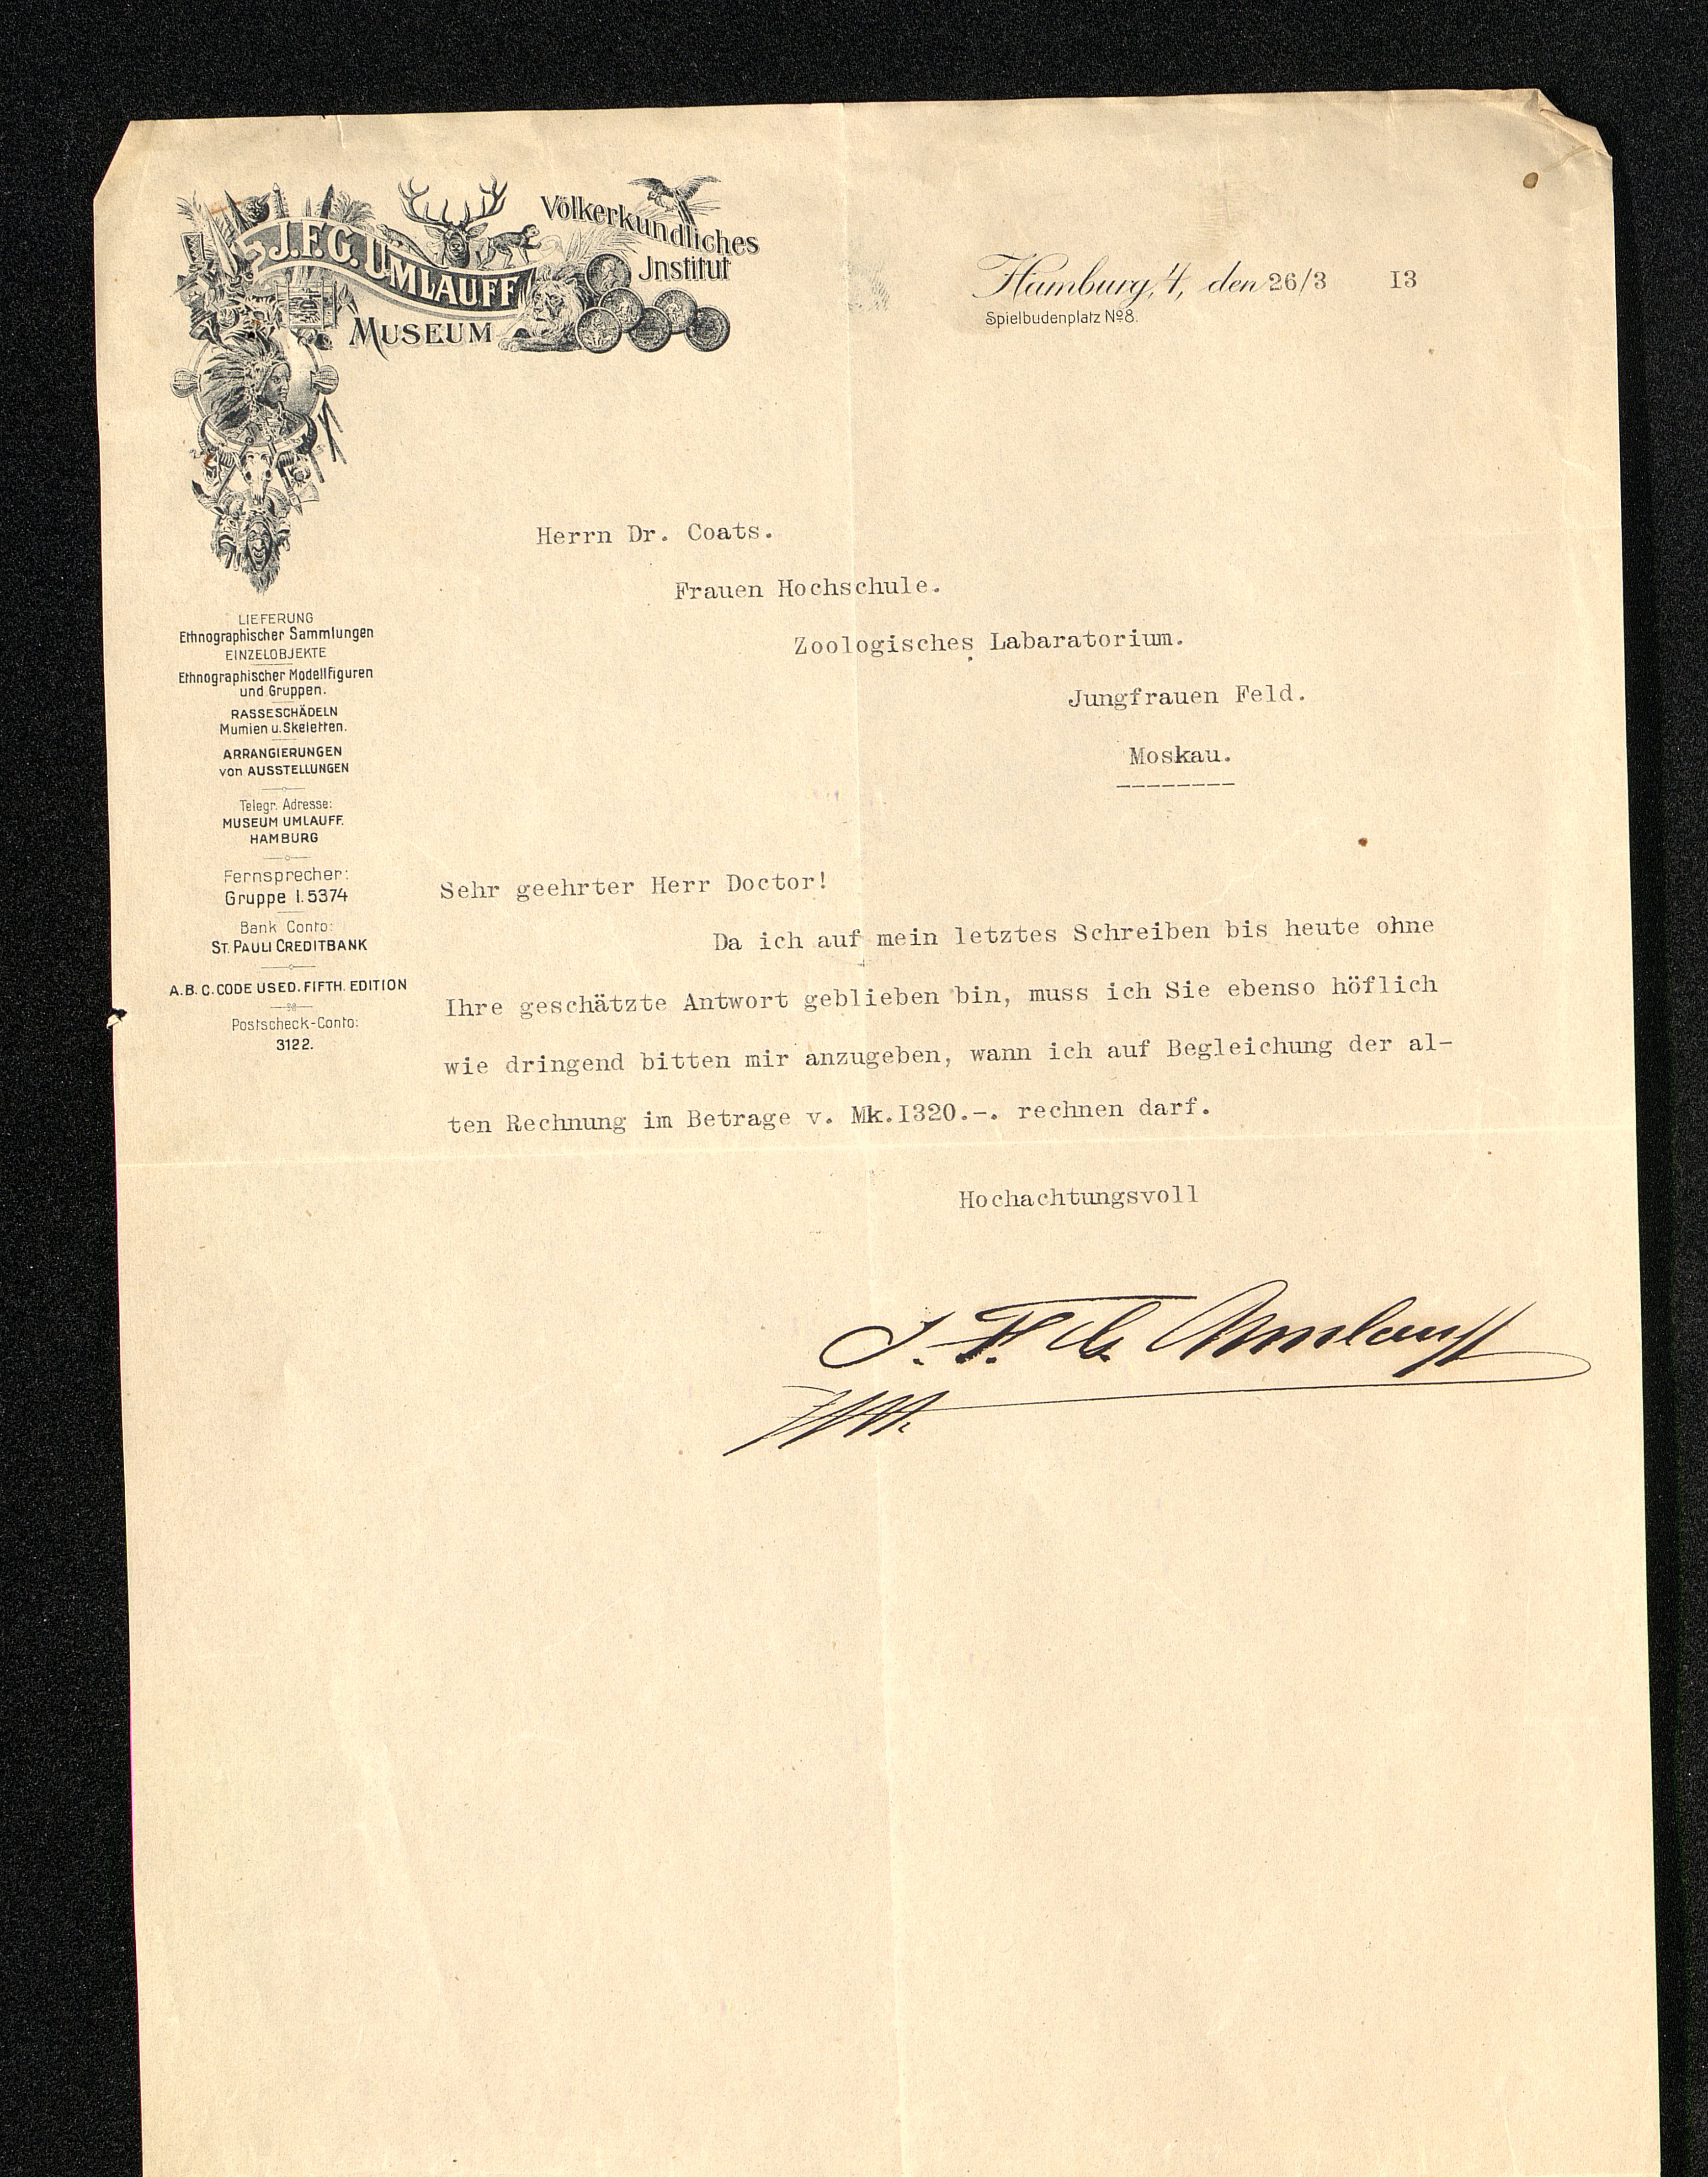 J.F.G. UMLAUFF
MUSEUM
Völkerkundliches
Jnstitut
Hamburg, 4, den 26/3 I3
Spielbudenplatz No 8.
LIEFERUNG
Ethnographischer Sammlungen
EINZELOBJEKTE
Ethnographischer Modellfiguren
und Gruppen.
RASSESCHÄDELN
Mumien u. Skeletten.
ARRANGIERUNGEN
von AUSSTELLUNGEN
Telegr. Adresse:
MUSEUM UMLAUFF.
HAMBURG
Fernsprecher:
Gruppe I. 5374
Bank Conto:
ST. PAULI CREDITBANK
A.B.C. CODE USED. FIFTH. EDITION
Postscheck-Conto:
3122.
Herrn Dr. Coats.
Frauen Hochschule.
Zoologisches Labaratorium.
Jungfrauen Feld.
Moskau.
--------
Sehr geehrter Herr Doctor!
Da ich auf mein letztes Schreiben bis heute ohne
Ihre geschätzte Antwort geblieben bin, muss ich Sie ebenso höflich
wie dringend bitten mir anzugeben, wann ich auf Begleichung der al-
ten Rechnung im Betrage v. Mk.I320.-. rechnen darf.
Hochachtungsvoll
J. F. G. Umlauff